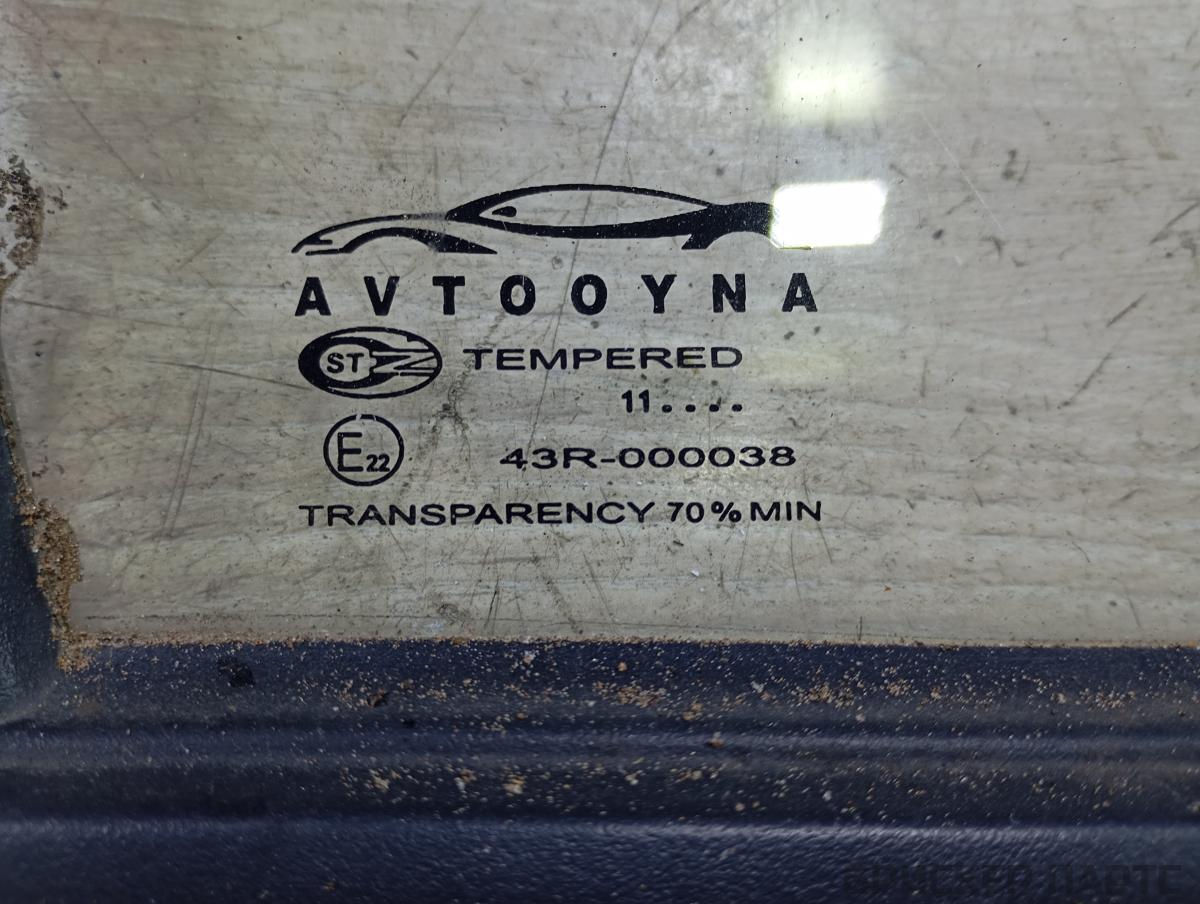 AVTOOYNA
ST TEMPERED
11....
E22 43R-000038
TRANSPARENCY 70% MIN